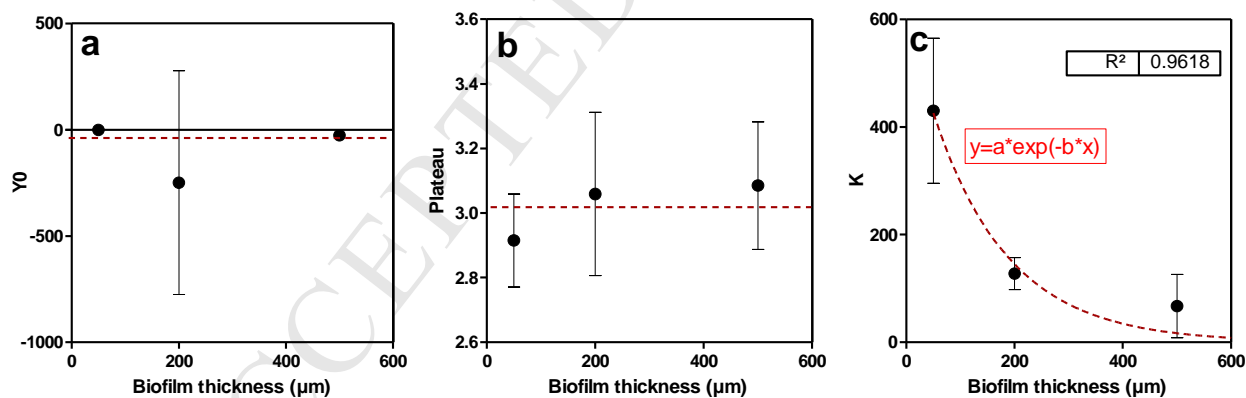 a
500
0
-500
-1000
Y0
0 200 400 600
Biofilm thickness (µm)
b
3.6
3.4
3.2
3.0
2.8
2.6
Plateau
0 200 400 600
Biofilm thickness (µm)
c
R² 0.9618
y=a*exp(-b*x)
600
400
200
0
K
0 200 400 600
Biofilm thickness (µm)
CCEPTED